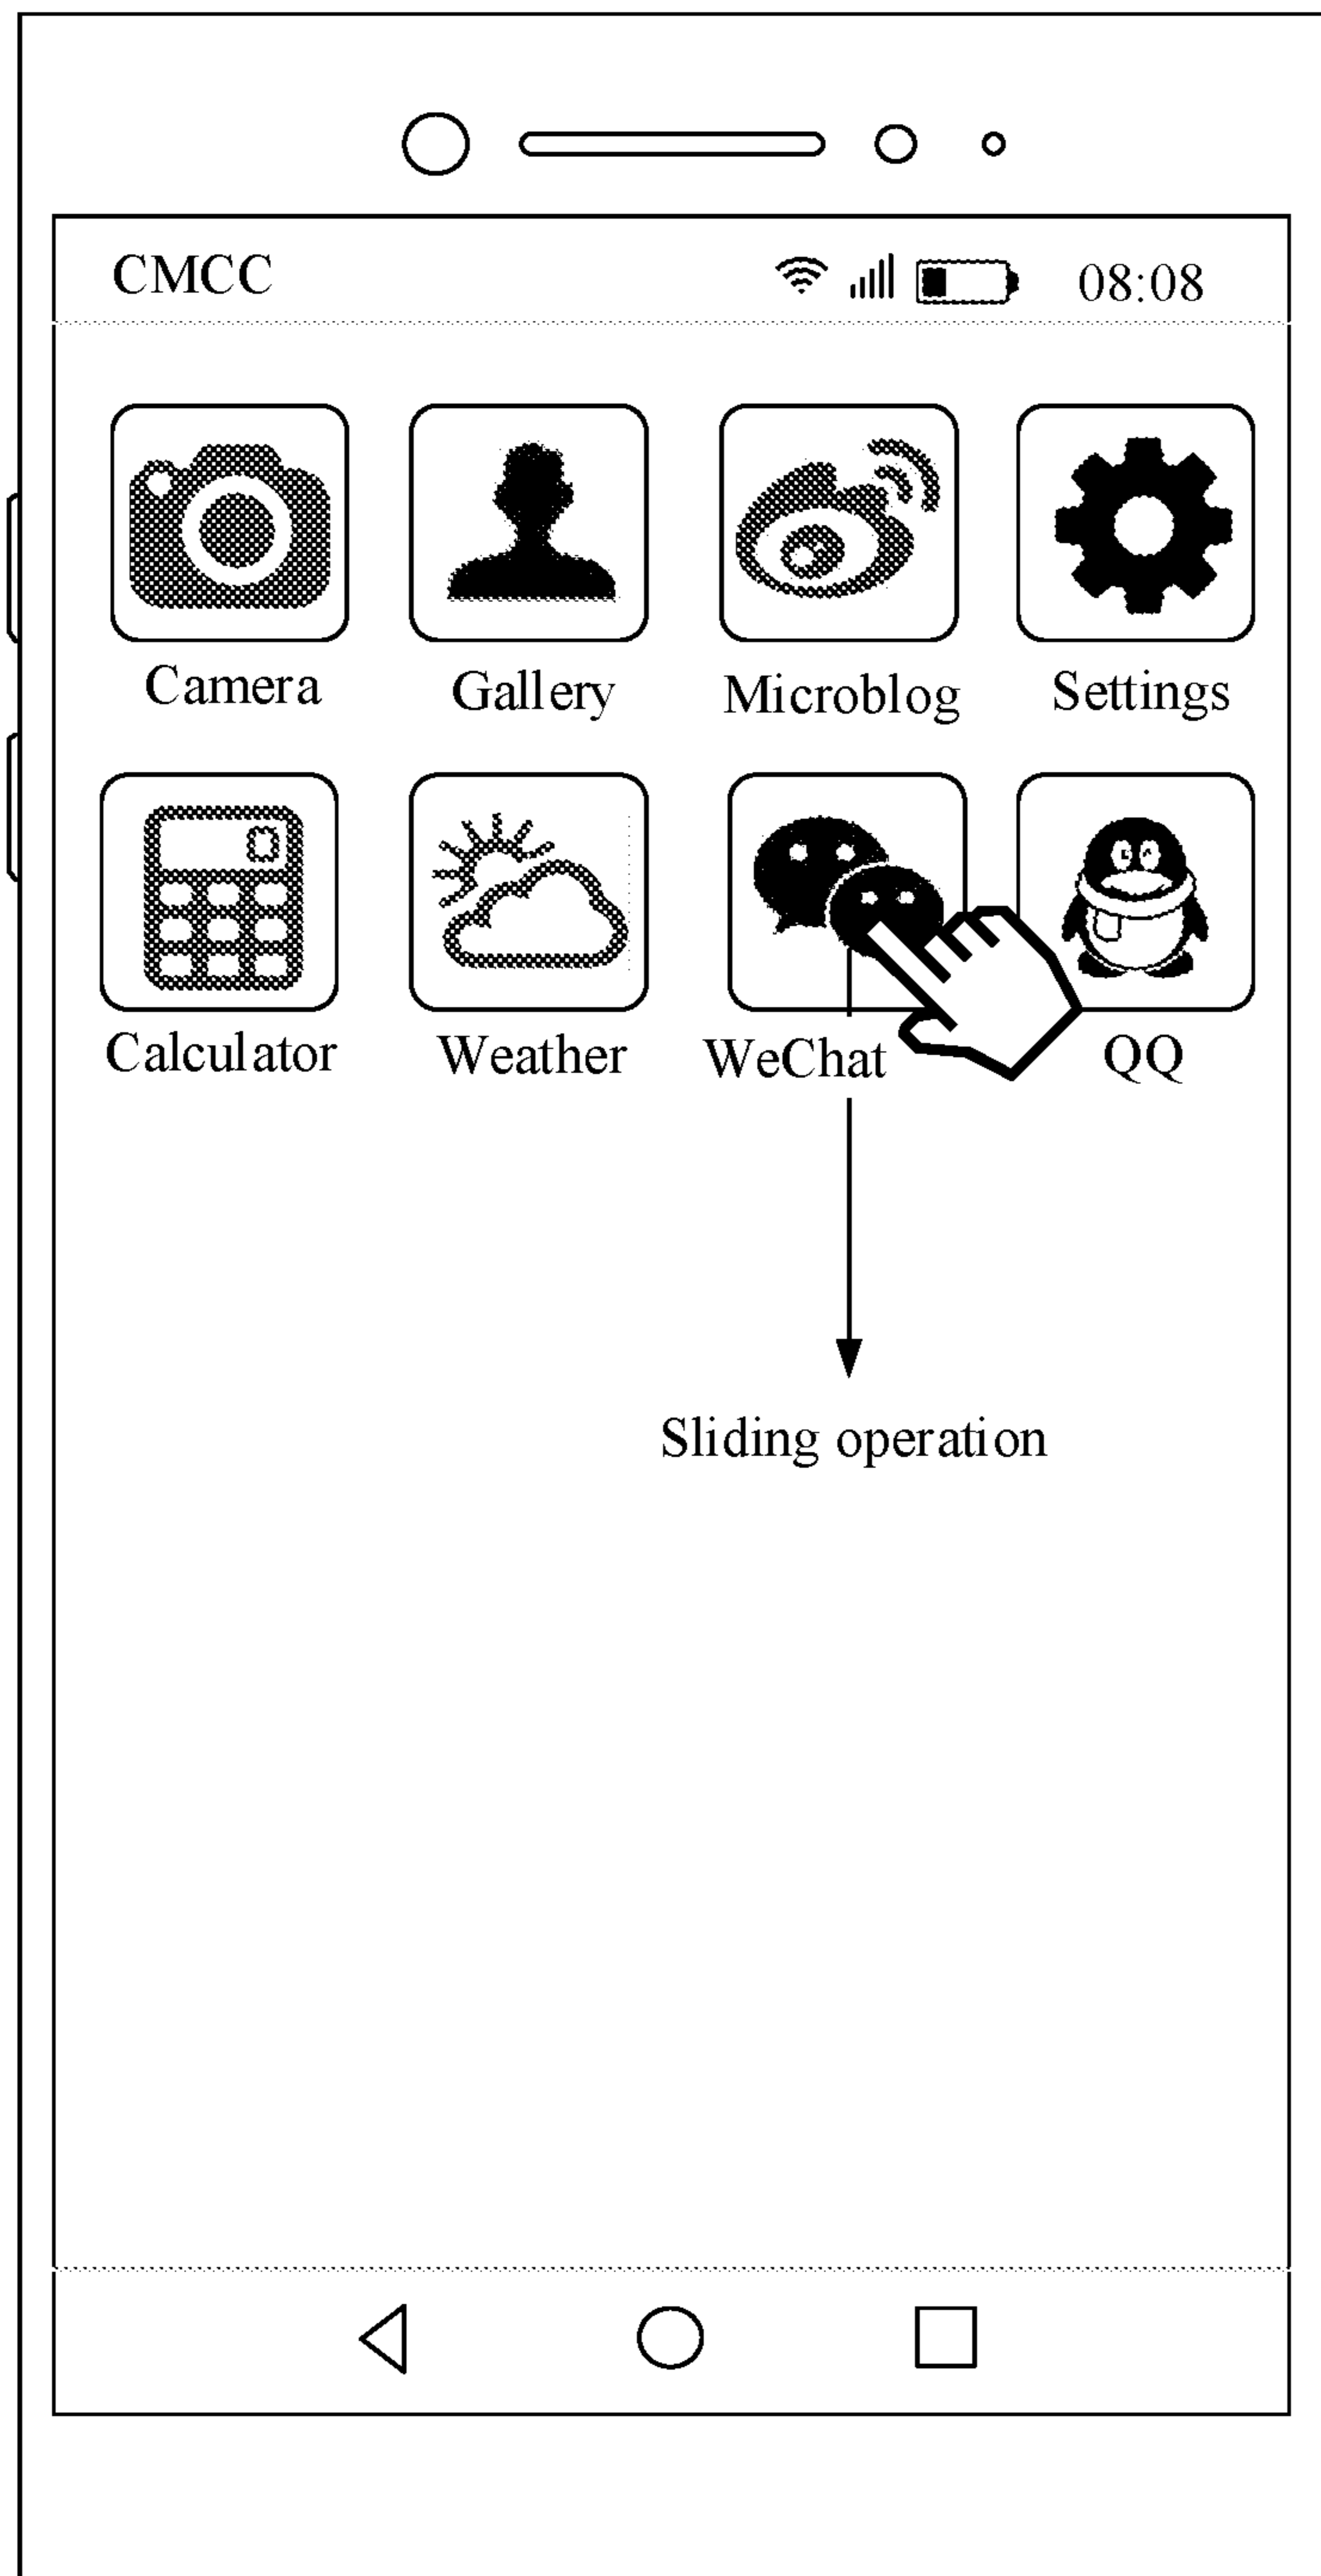 CMCC 08:08
Camera Gallery Microblog Settings
Calculator Weather WeChat QQ
Sliding operation